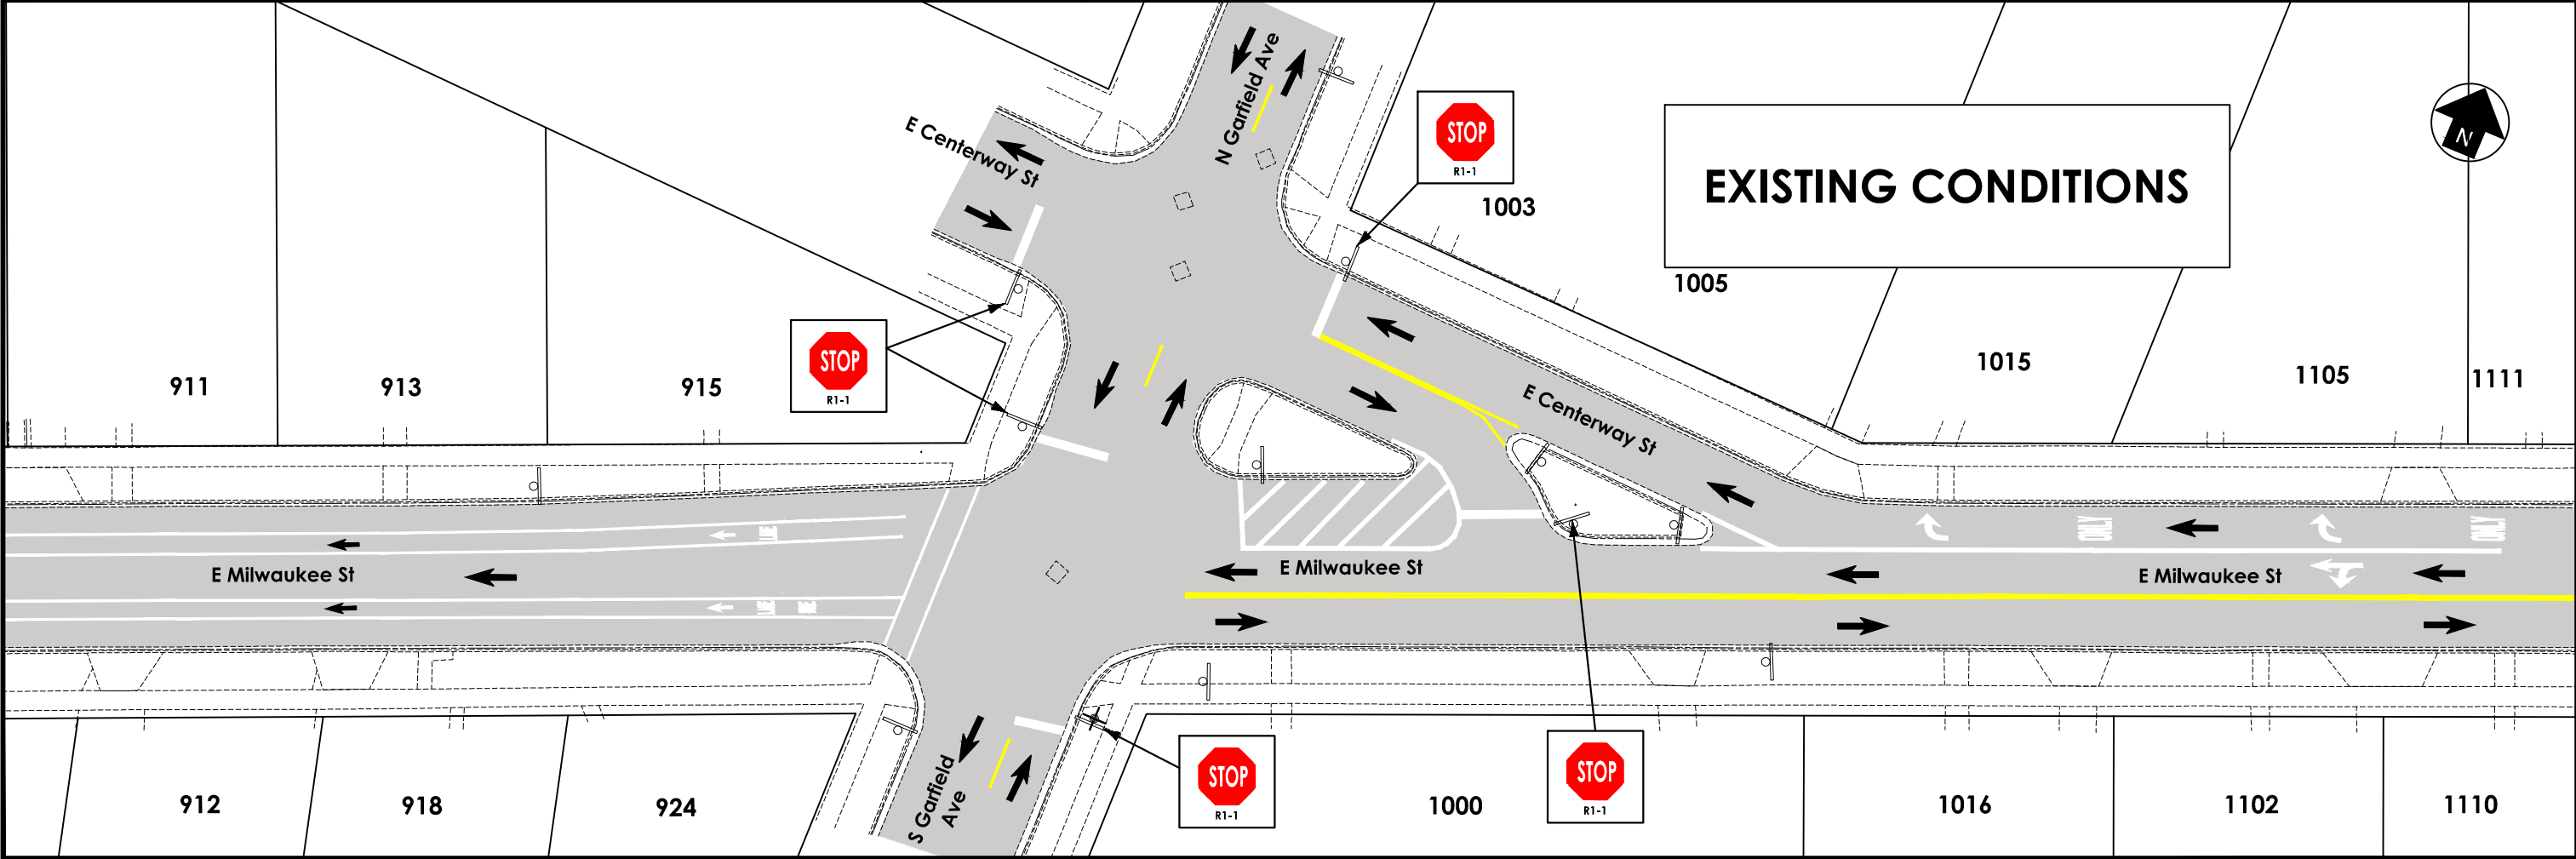 N Garfield Ave
E Centerway St
STOP
R1-1
1003
EXISTING CONDITIONS
N
1005
STOP
R1-1
911
913
915
E Centerway St
1015
1105
1111
ONLY
ONLY
E Milwaukee St
E Milwaukee St
E Milwaukee St
S Garfield
Ave
STOP
R1-1
STOP
R1-1
912
918
924
1000
1016
1102
1110